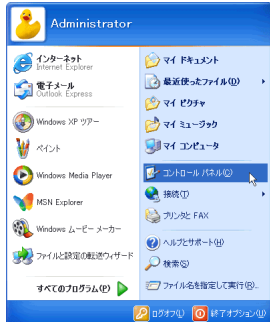 Administrator
インターネット
Internet Explorer
電子メール
Outlook Express
Windows XP ツアー
ペイント
Windows Media Player
MSN Explorer
Windows ムービー メーカー
ファイルと設定の転送ウィザード
すべてのプログラム(P)
マイ ドキュメント
最近使ったファイル(D)
マイ ピクチャ
マイ ミュージック
マイ コンピュータ
コントロール パネル(C)
接続(T)
プリンタと FAX
ヘルプとサポート(H)
検索(S)
ファイル名を指定して実行(R)...
ログオフ(L)
終了オプション(U)